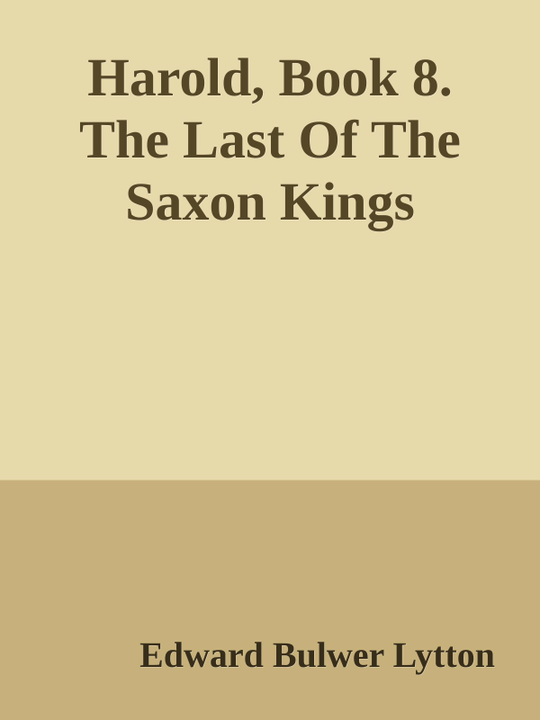 Harold, Book 8.
The Last Of The
Saxon Kings
Edward Bulwer Lytton